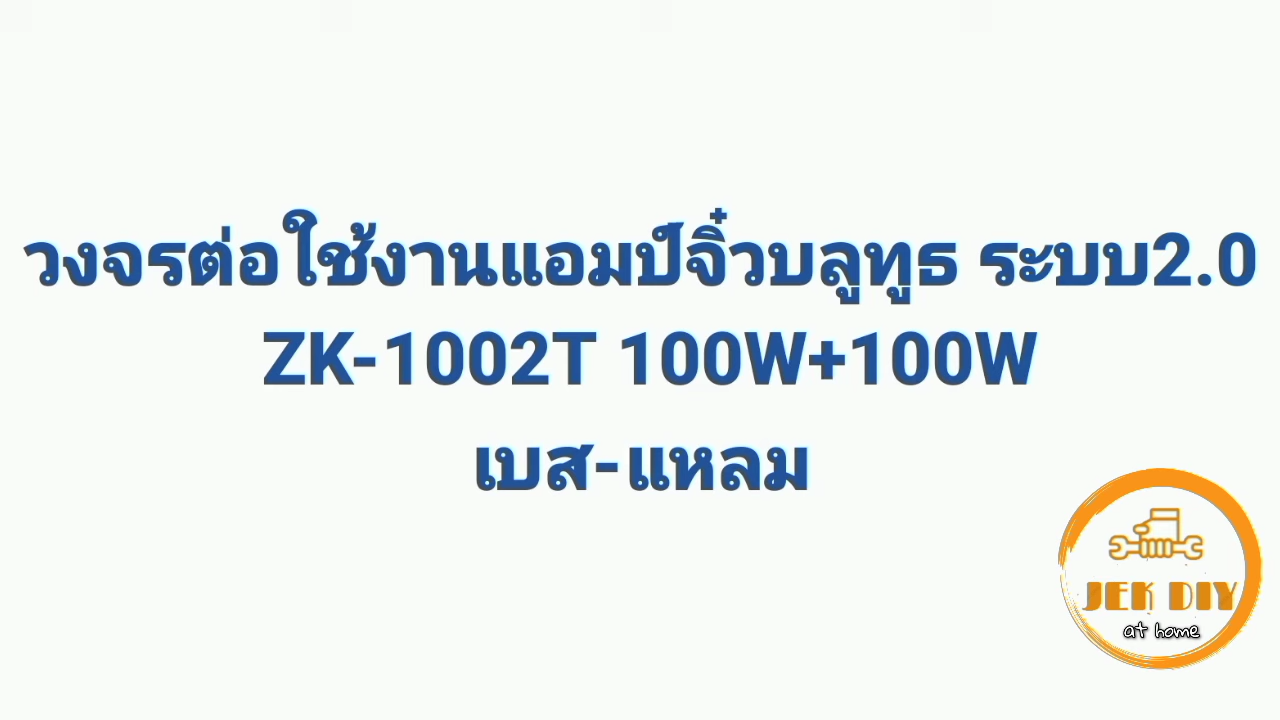 วงจรต่อใช้งานแอมป์จิ๋วบลูทูธ ระบบ2.0
ZK-1002T 100W+100W
เบส-แหลม
JEK DIY
at home